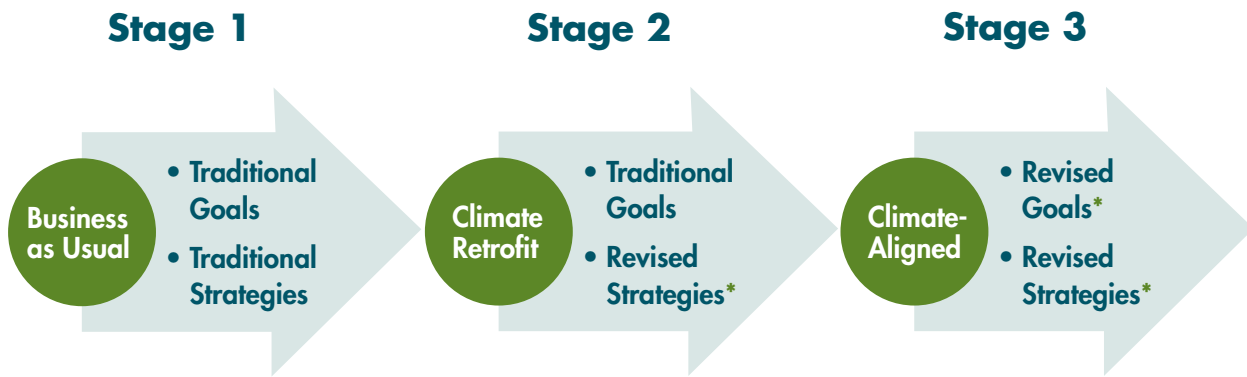 Stage 1
Business
as Usual
• Traditional
Goals
• Traditional
Strategies
Stage 2
Climate
Retrofit
• Traditional
Goals
• Revised
Strategies*
Stage 3
Climate-
Aligned
• Revised
Goals*
• Revised
Strategies*